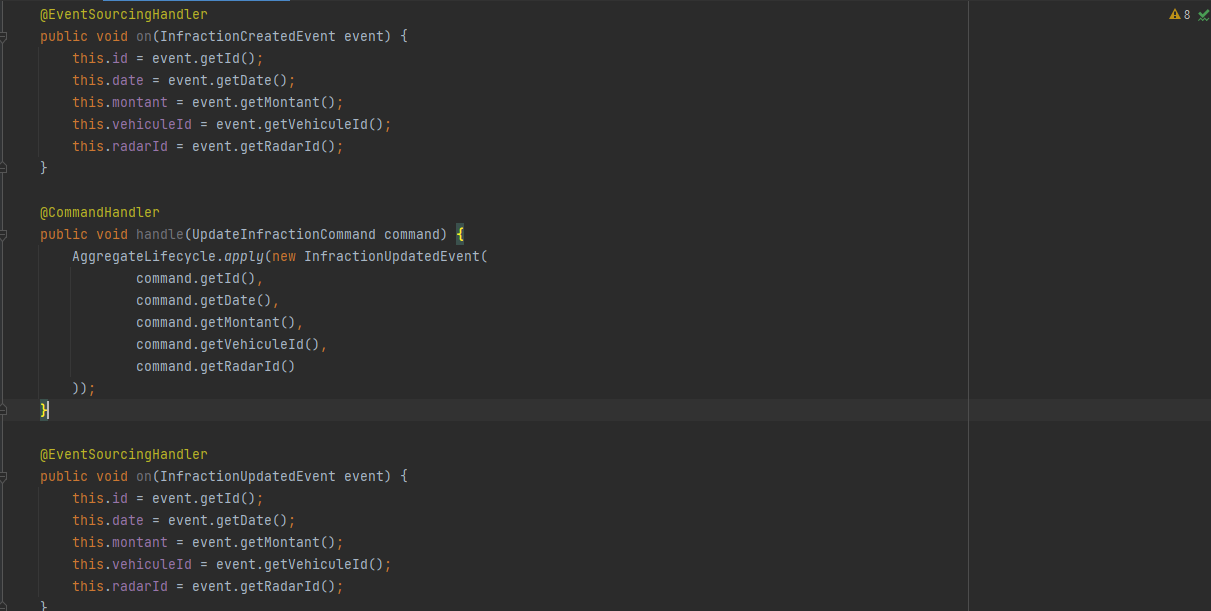 @EventSourcingHandler
8
public void on(InfractionCreatedEvent event) {
this.id = event.getId();
this.date = event.getDate();
this.montant = event.getMontant();
this.vehiculeId = event.getVehiculeId();
this.radarId = event.getRadarId();
}
@CommandHandler
public void handle(UpdateInfractionCommand command) {
AggregateLifecycle.apply(new InfractionUpdatedEvent(
command.getId(),
command.getDate(),
command.getMontant(),
command.getVehiculeId(),
command.getRadarId()
));
}
@EventSourcingHandler
public void on(InfractionUpdatedEvent event) {
this.id = event.getId();
this.date = event.getDate();
this.montant = event.getMontant();
this.vehiculeId = event.getVehiculeId();
this.radarId = event.getRadarId();
}